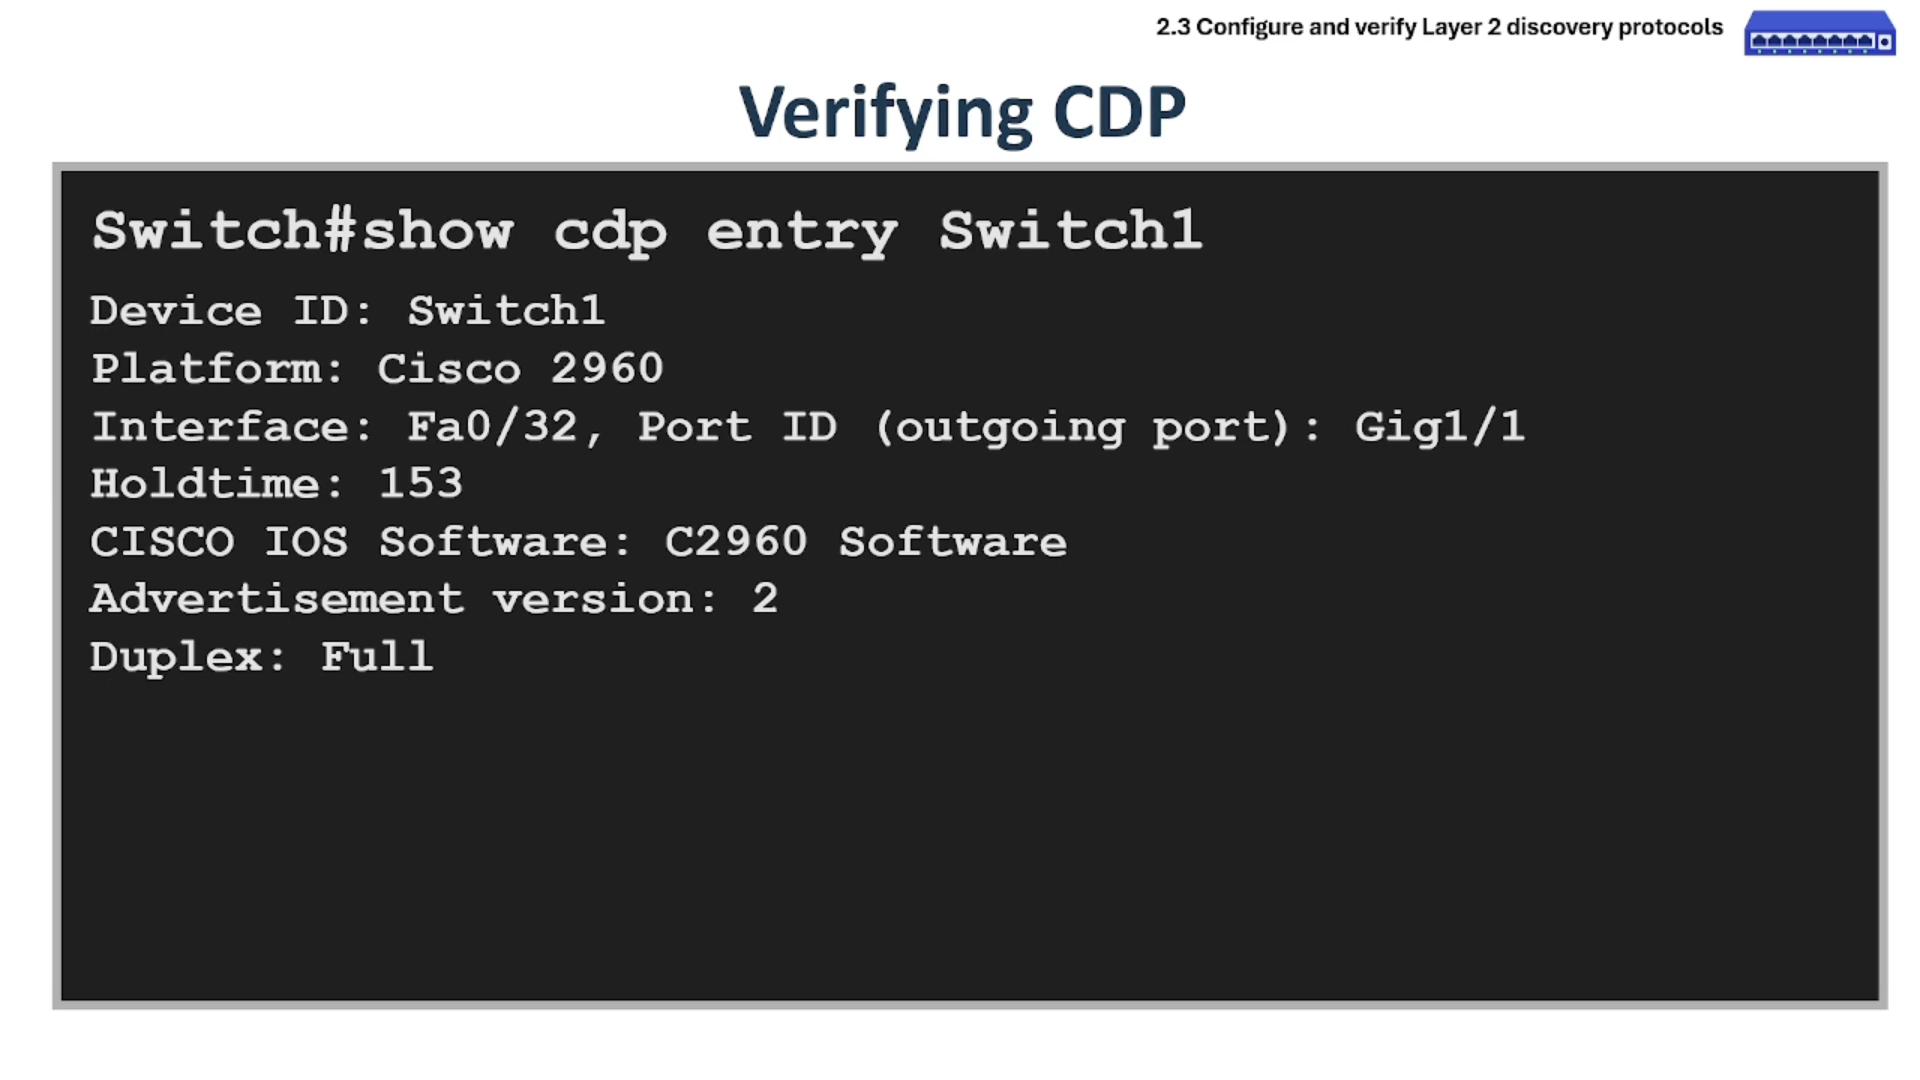 2.3 Configure and verify Layer 2 discovery protocols
Verifying CDP
Switch#show cdp entry Switch1
Device ID: Switch1
Platform: Cisco 2960
Interface: Fa0/32, Port ID (outgoing port): Gig1/1
Holdtime: 153
CISCO IOS Software: C2960 Software
Advertisement version: 2
Duplex: Full